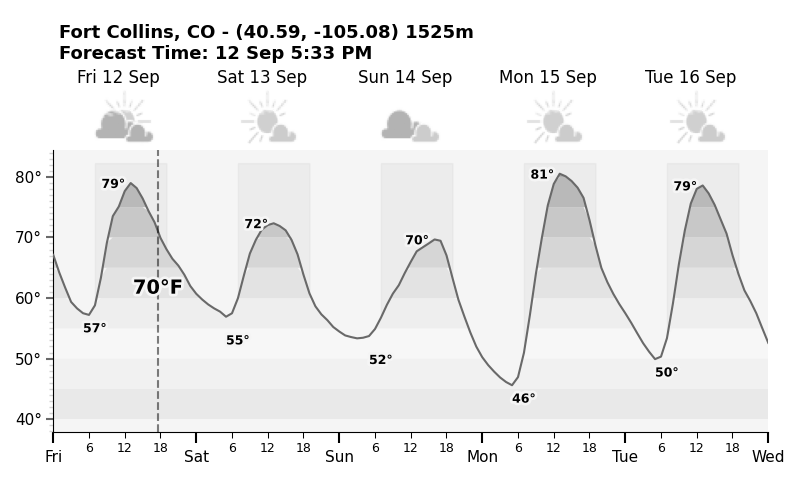 Fort Collins, CO - (40.59, -105.08) 1525m
Forecast Time: 12 Sep 5:33 PM
Fri 12 Sep Sat 13 Sep Sun 14 Sep Mon 15 Sep Tue 16 Sep
80°
70°
60°
50°
40°
79° 72° 70° 81° 79°
70°F
57° 55° 52° 46° 50°
6 12 18 6 12 18 6 12 18 6 12 18 6 12 18
Fri Sat Sun Mon Tue Wed